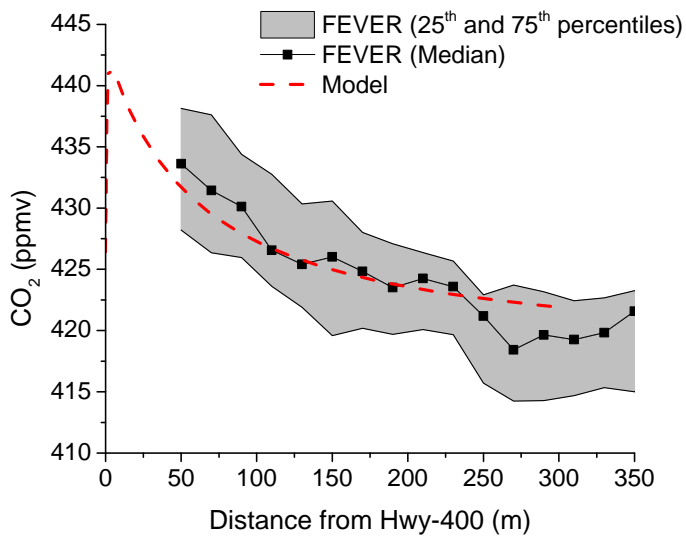 FEVER (25th and 75th percentiles)
FEVER (Median)
Model
445
440
435
430
425
420
415
410
CO2 (ppmv)
0 50 100 150 200 250 300 350
Distance from Hwy-400 (m)